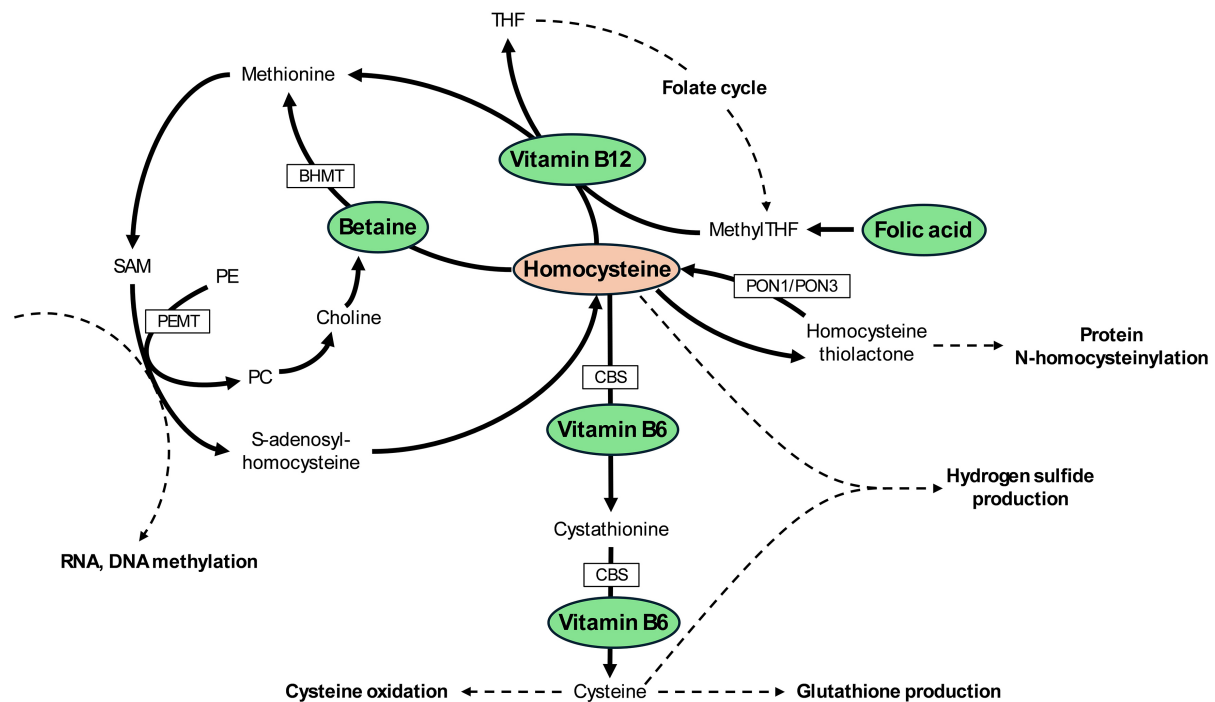 THF
Methionine
Folate cycle
Vitamin B12
BHMT
Betaine
MethylTHF
Folic acid
SAM
PE
Homocysteine
PON1/PON3
PEMT
Choline
Homocysteine
thiolactone
Protein
N-homocysteinylation
PC
CBS
Vitamin B6
S-adenosyl-
homocysteine
Hydrogen sulfide
production
Cystathionine
RNA, DNA methylation
CBS
Vitamin B6
Cysteine oxidation
Cysteine
Glutathione production